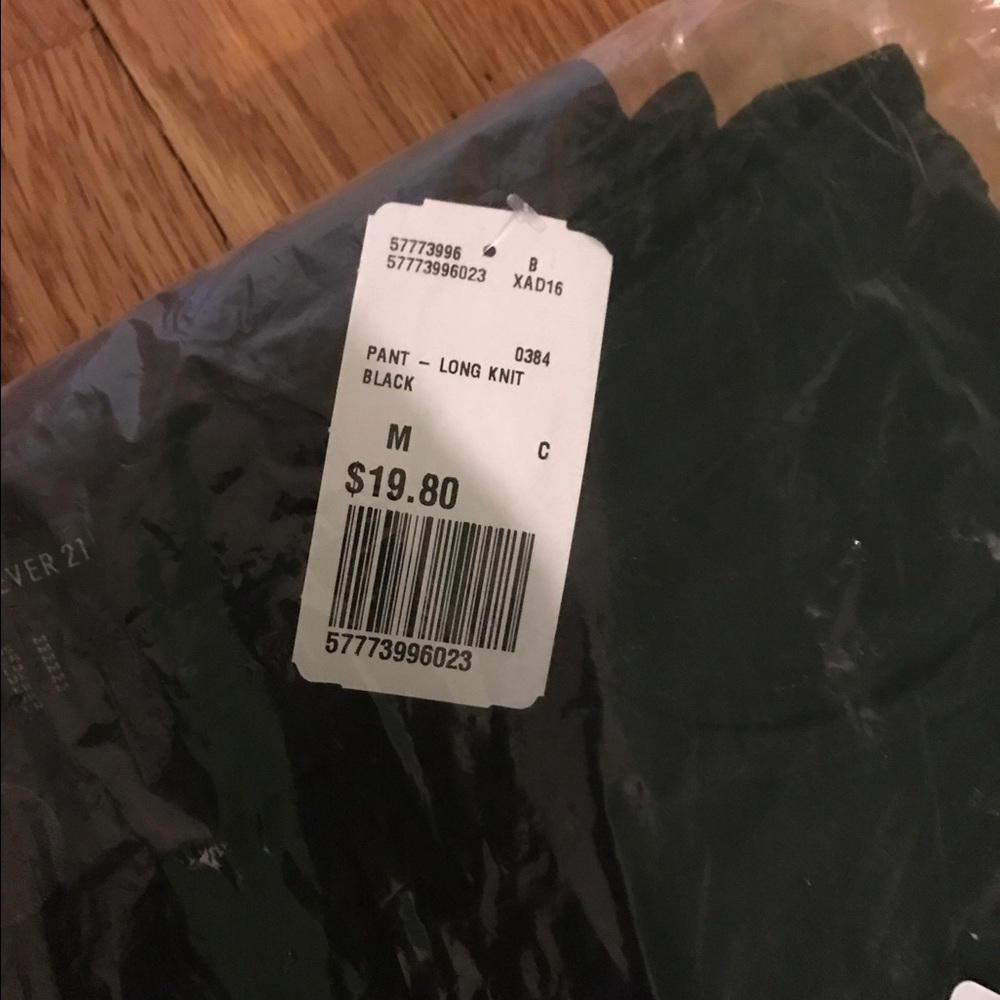 57773996 B
57773996023 XAD16
0384
PANT - LONG KNIT
BLACK
M C
$19.80
57773996023
EVER 21